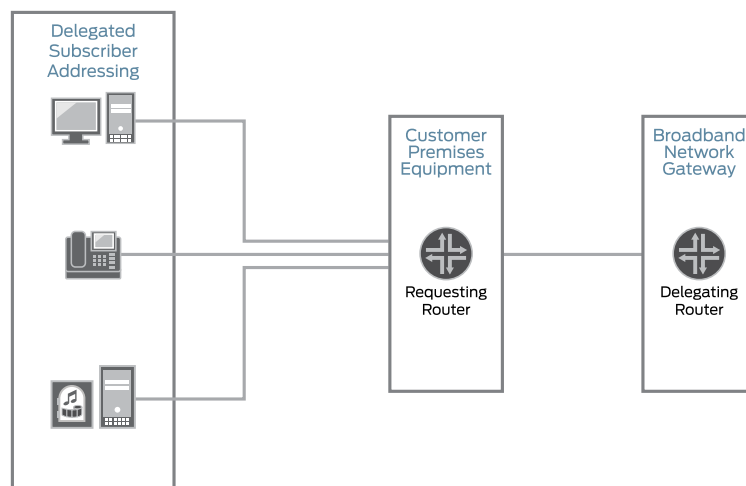 Delegated
Subscriber
Addressing
Customer
Premises
Equipment
Requesting
Router
Broadband
Network
Gateway
Delegating
Router